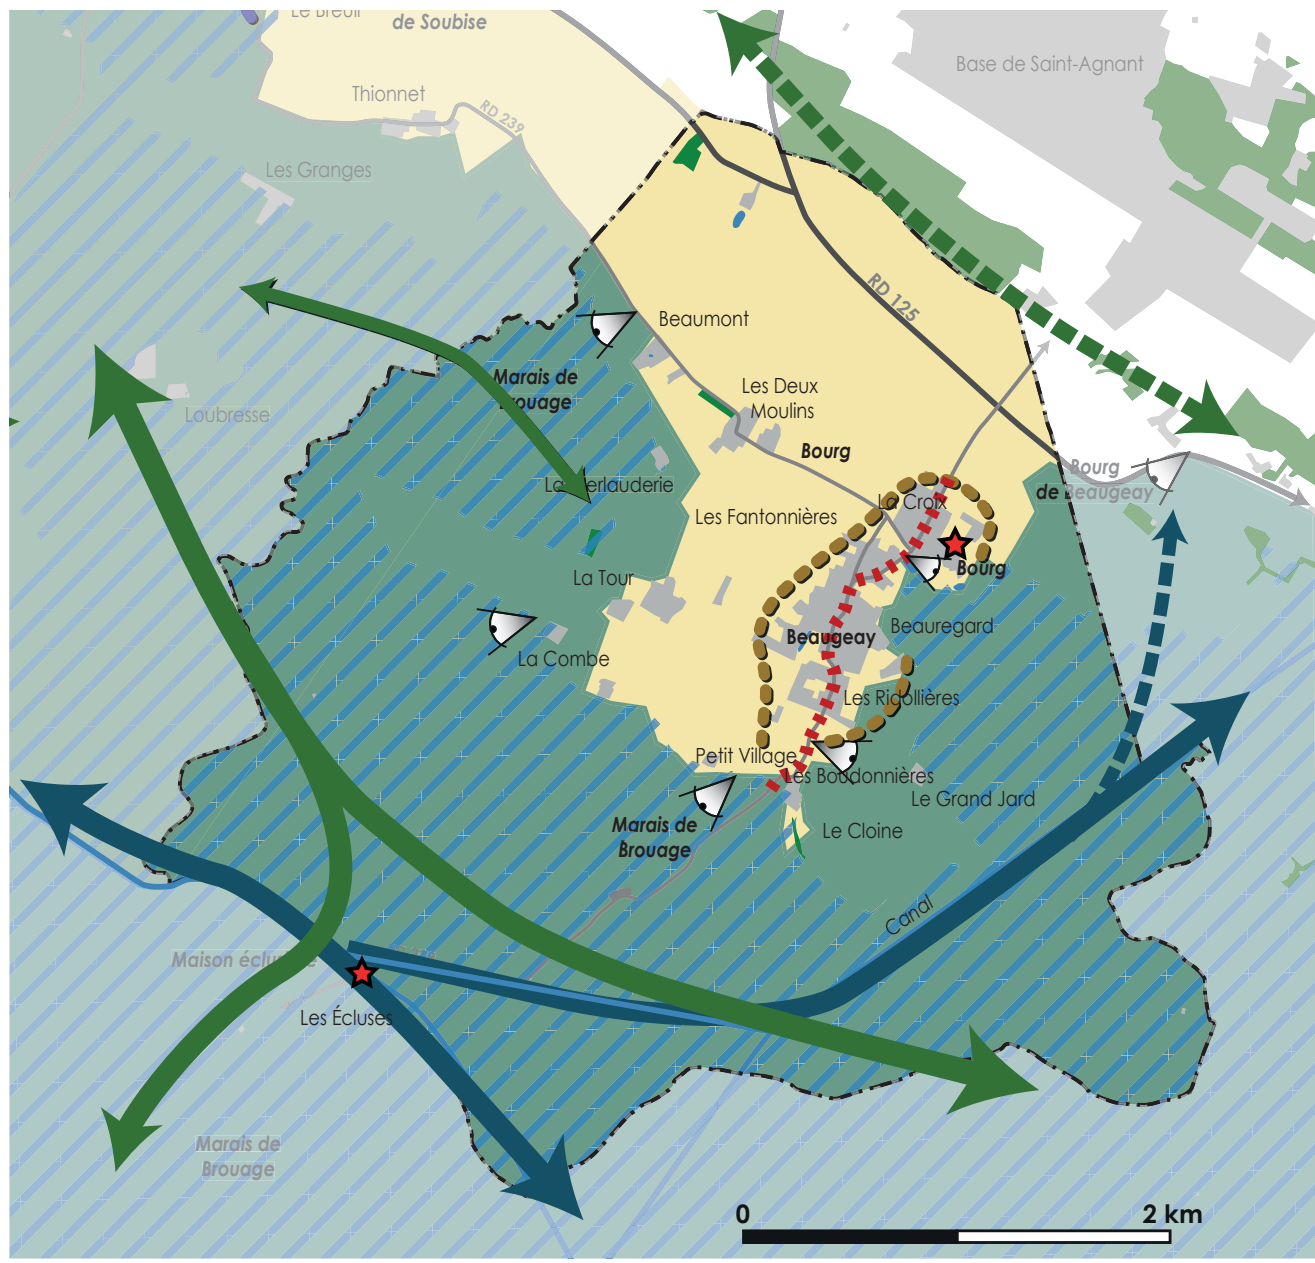 Le Breuil
de Soubise
Base de Saint-Agnant
Thionnet
RD 239
Les Granges
RD 125
Beaumont
Marais de
Brouage
Les Deux
Moulins
Loubresse
Bourg
Bourg
de Beaugeay
La Croix
Les Fantonnières
Bourg
La Tour
Beauregard
Beaugeay
La Combe
Les Ridollières
Petit Village
Les Bourdonnières
Le Grand Jard
Marais de
Brouage
Le Cloine
Canal
Les Écluses
Marais de
Brouage
0
2 km